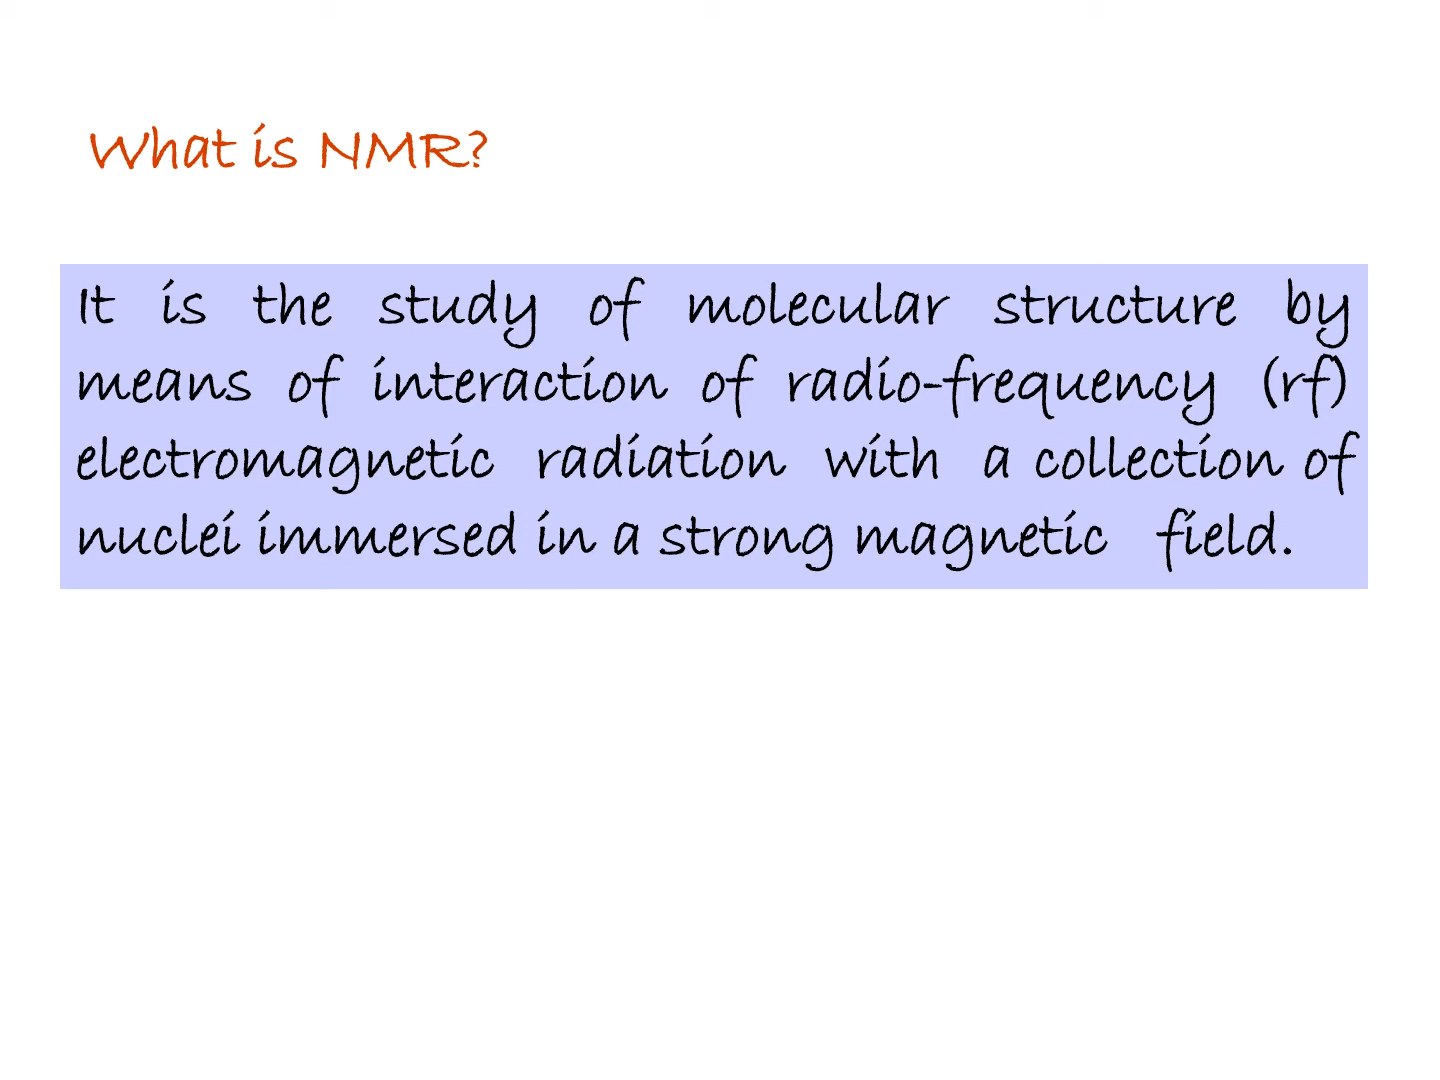 What is NMR?
It is the study of molecular structure by
means of interaction of radio-frequency (rf)
electromagnetic radiation with a collection of
nuclei immersed in a strong magnetic field.